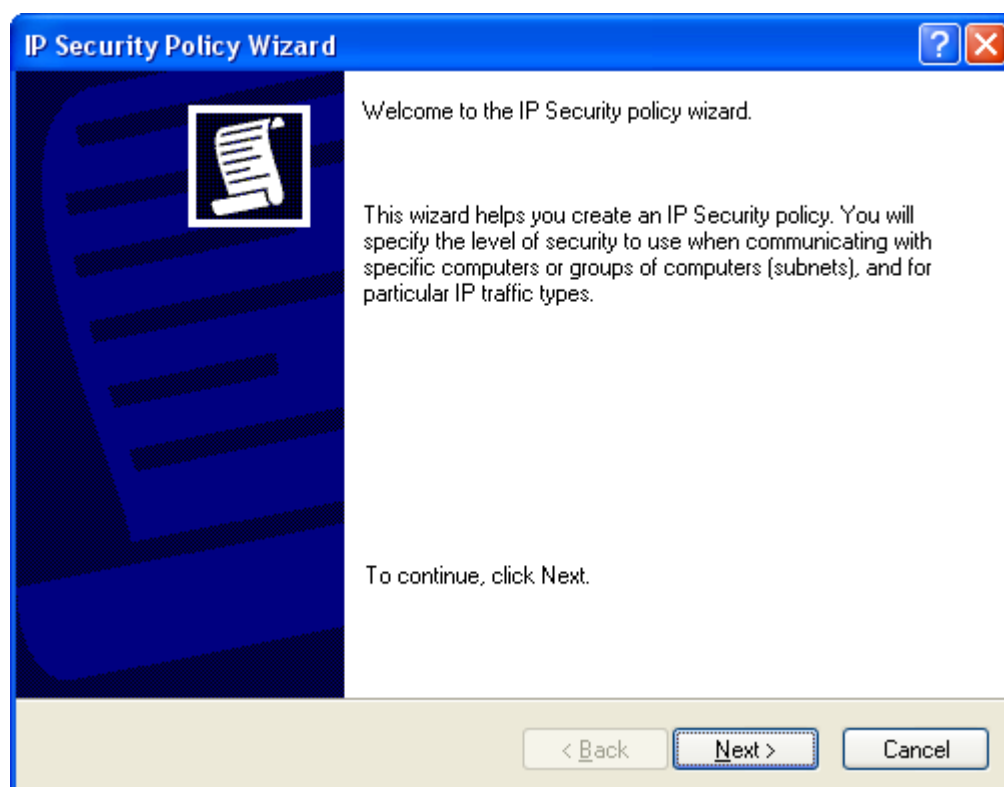 IP Security Policy Wizard
Welcome to the IP Security policy wizard.
This wizard helps you create an IP Security policy. You will
specify the level of security to use when communicating with
specific computers or groups of computers (subnets), and for
particular IP traffic types.
To continue, click Next.
< Back Next > Cancel